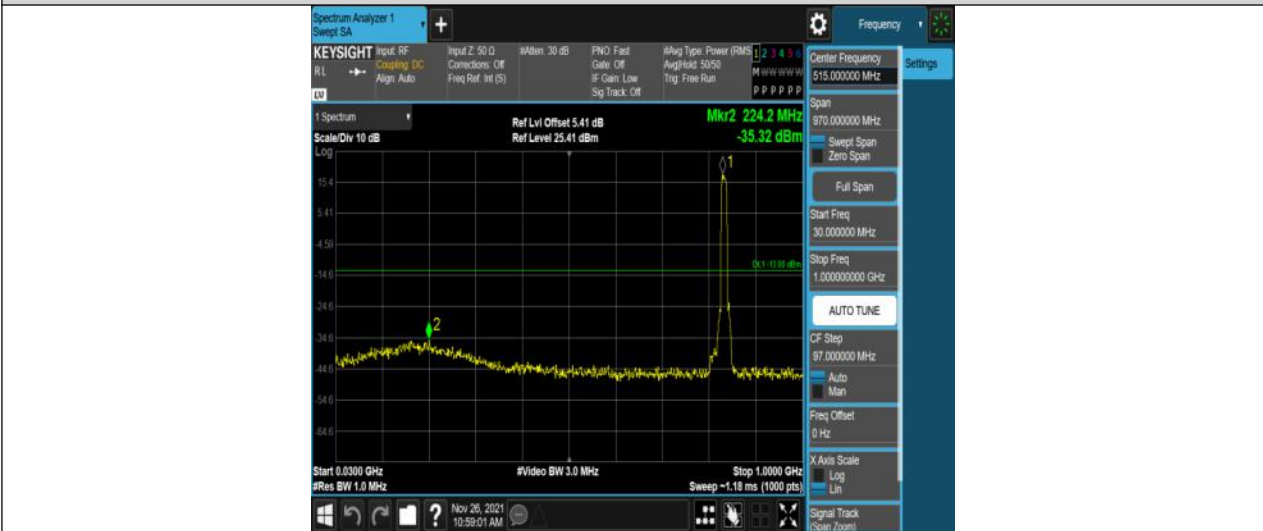 Spectrum Analyzer 1
Swept SA
+
Frequency
KEYSIGHT
RL
LW
Input: RF
Coupling: DC
Align: Auto
Input Z: 50 Ω
Corrections: Off
Freq Ref: Int (S)
#Atten: 30 dB
PNO: Fast
Gate: Off
IF Gain: Low
Sig Track: Off
#Avg Type: Power (RMS
Avg|Hold: 50/50
Trig: Free Run
1 2 3 4 5 6
M W W W W W
P P P P P P
1 Spectrum
Scale/Div 10 dB
Log
Ref Lvl Offset 5.41 dB
Ref Level 25.41 dBm
Mkr2 224.2 MHz
-35.32 dBm
15.4
5.41
-4.59
-14.6
-24.6
-34.6
-44.6
-54.6
-64.6
1
2
DL1 -13.00 dBm
Start 0.0300 GHz
#Res BW 1.0 MHz
#Video BW 3.0 MHz
Stop 1.0000 GHz
Sweep ~1.18 ms (1000 pts)
Nov 26, 2021
10:59:01 AM
?
Center Frequency
515.000000 MHz
Settings
Span
970.000000 MHz
Swept Span
Zero Span
Full Span
Start Freq
30.000000 MHz
Stop Freq
1.000000000 GHz
AUTO TUNE
CF Step
97.000000 MHz
Auto
Man
Freq Offset
0 Hz
X Axis Scale
Log
Lin
Signal Track
(Span Zoom)